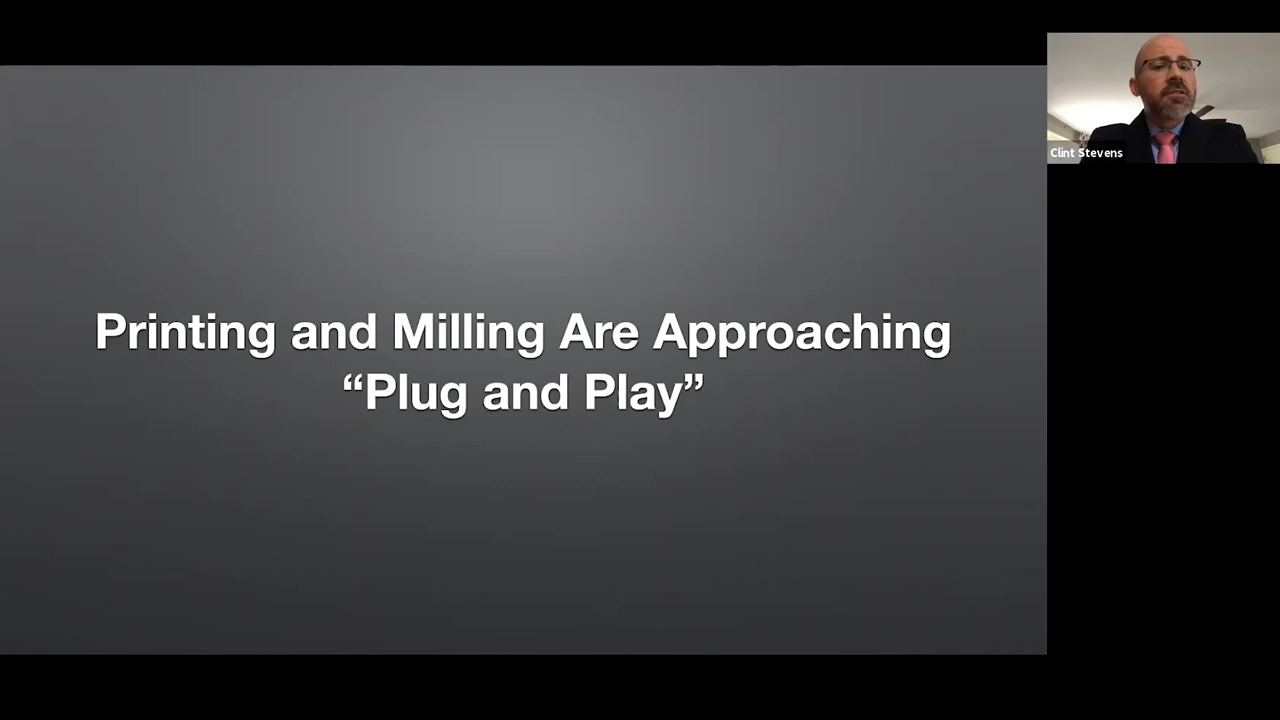 Printing and Milling Are Approaching
“Plug and Play”
Clint Stevens